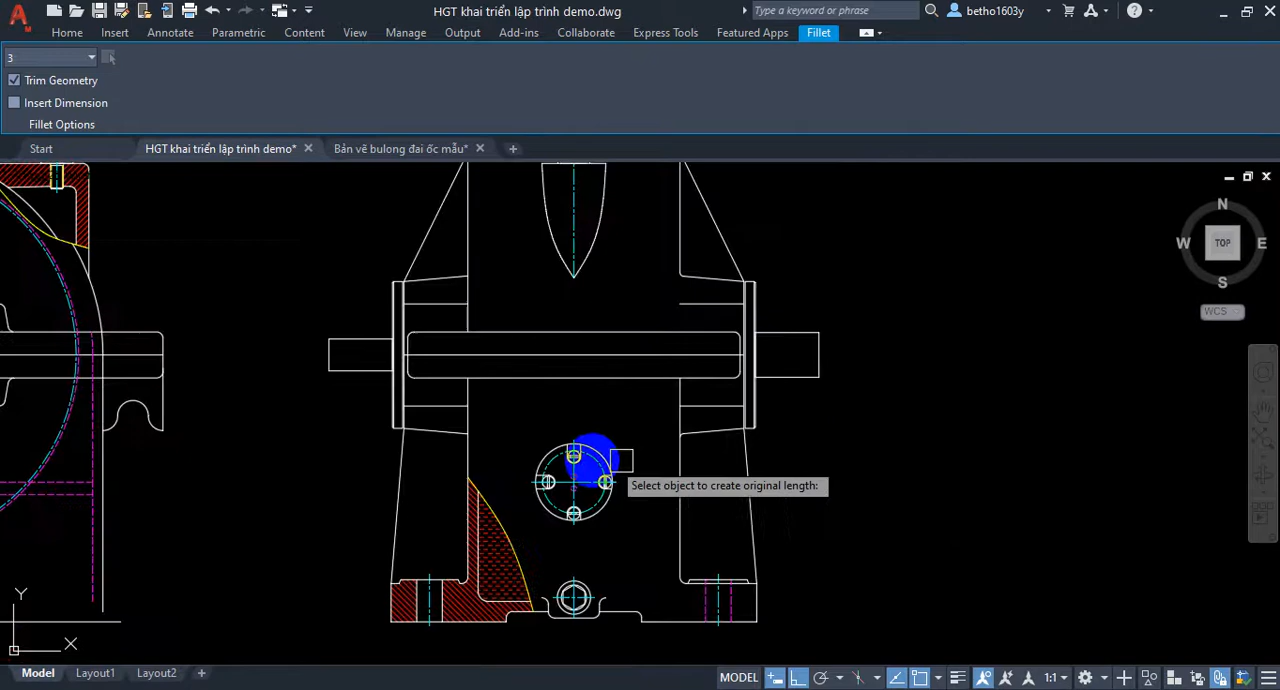 HGT khai triển lập trình demo.dwg
Type a keyword or phrase
betho1603y
Home Insert Annotate Parametric Content View Manage Output Add-ins Collaborate Express Tools Featured Apps Fillet
3
Trim Geometry
Insert Dimension
Fillet Options
Start HGT khai triển lập trình demo* Bản vẽ bulong đai ốc mẫu*
N
W TOP E
S
WCS
Select object to create original length:
Y
X
Model Layout1 Layout2 MODEL 1:1